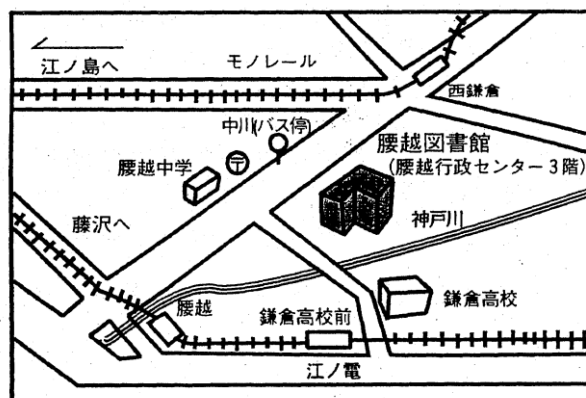 江ノ島へ
モノレール
西鎌倉
中川(バス停)
腰越図書館
(腰越行政センター3階)
腰越中学
〒
藤沢へ
神戸川
腰越
鎌倉高校前
鎌倉高校
江ノ電